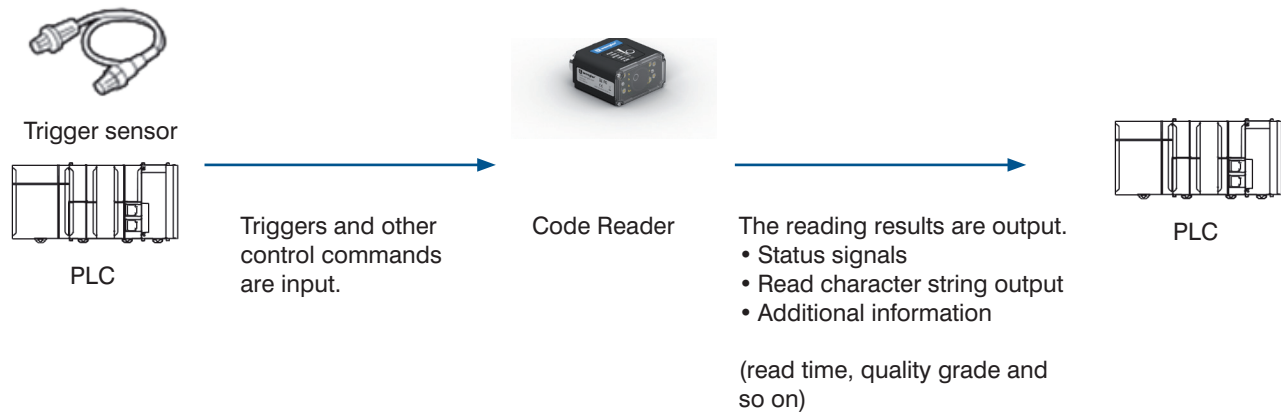 Trigger sensor
PLC
Triggers and other
control commands
are input.
Code Reader
The reading results are output.
• Status signals
• Read character string output
• Additional information
(read time, quality grade and
so on)
PLC